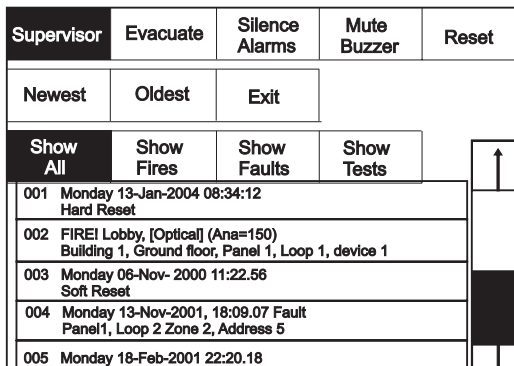 Supervisor
Evacuate
Silence
Alarms
Mute
Buzzer
Reset
Newest
Oldest
Exit
Show
All
Show
Fires
Show
Faults
Show
Tests
001 Monday 13-Jan-2004 08:34:12
Hard Reset
002 FIRE! Lobby, [Optical] (Ana=150)
Building 1, Ground floor, Panel 1, Loop 1, device 1
003 Monday 06-Nov- 2000 11:22.56
Soft Reset
004 Monday 13-Nov-2001, 18:09.07 Fault
Panel1, Loop 2 Zone 2, Address 5
005 Monday 18-Feb-2001 22:20.18